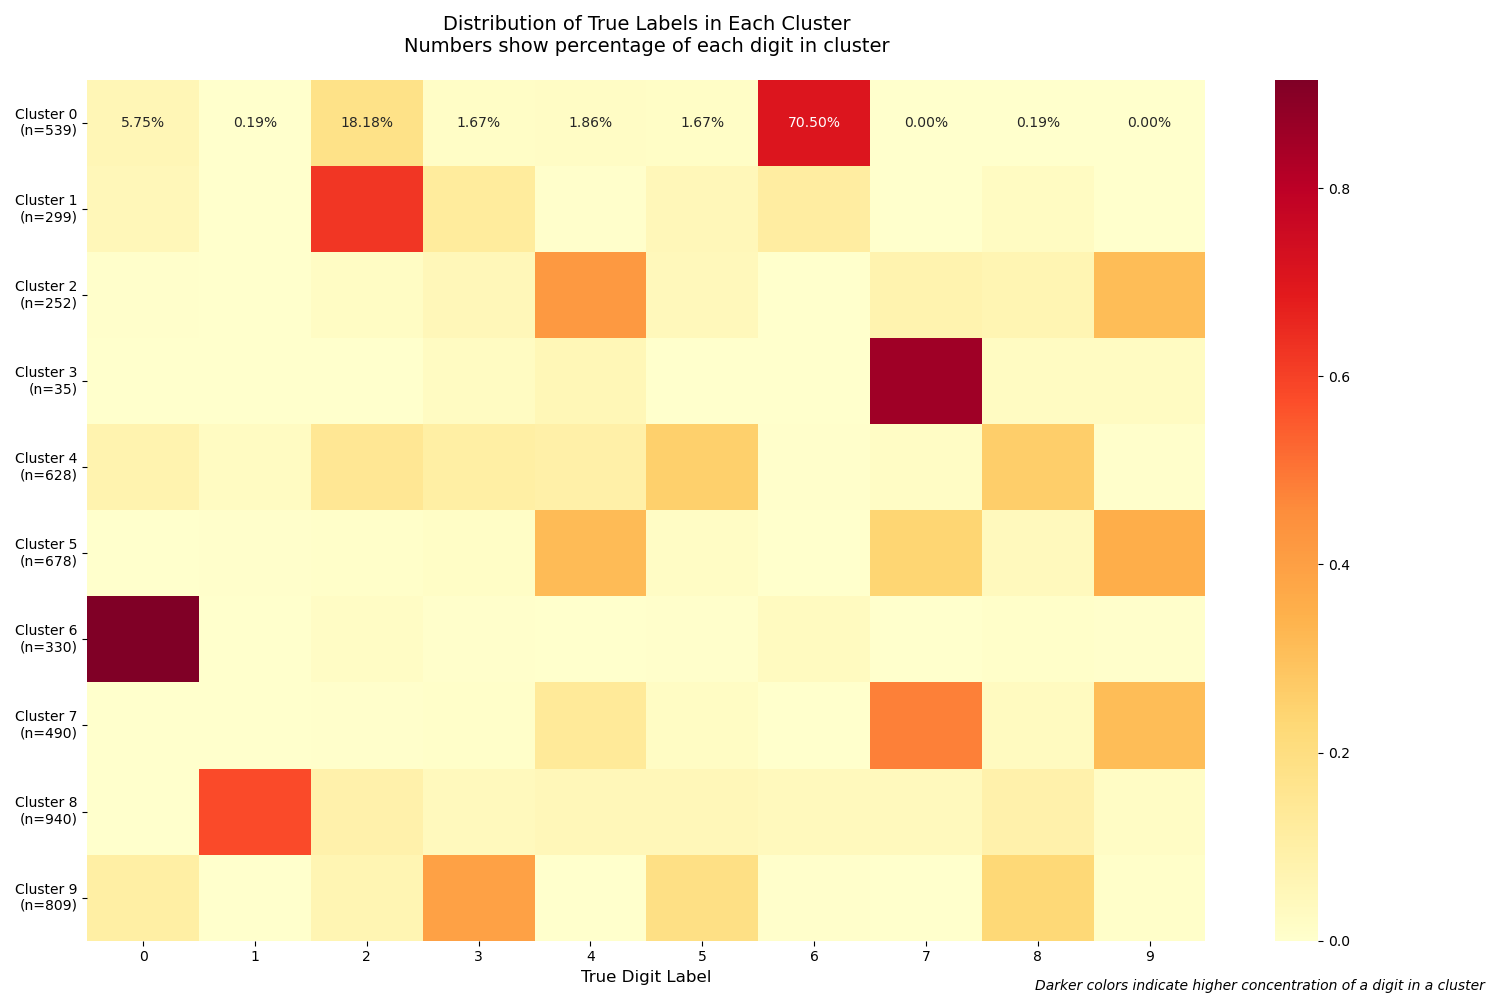 Distribution of True Labels in Each Cluster
Numbers show percentage of each digit in cluster
Cluster 0
(n=539)
5.75% 0.19% 18.18% 1.67% 1.86% 1.67% 70.50% 0.00% 0.19% 0.00%
Cluster 1
(n=299)
Cluster 2
(n=252)
Cluster 3
(n=35)
Cluster 4
(n=628)
Cluster 5
(n=678)
Cluster 6
(n=330)
Cluster 7
(n=490)
Cluster 8
(n=940)
Cluster 9
(n=809)
0 1 2 3 4 5 6 7 8 9
True Digit Label
0.8
0.6
0.4
0.2
0.0
Darker colors indicate higher concentration of a digit in a cluster